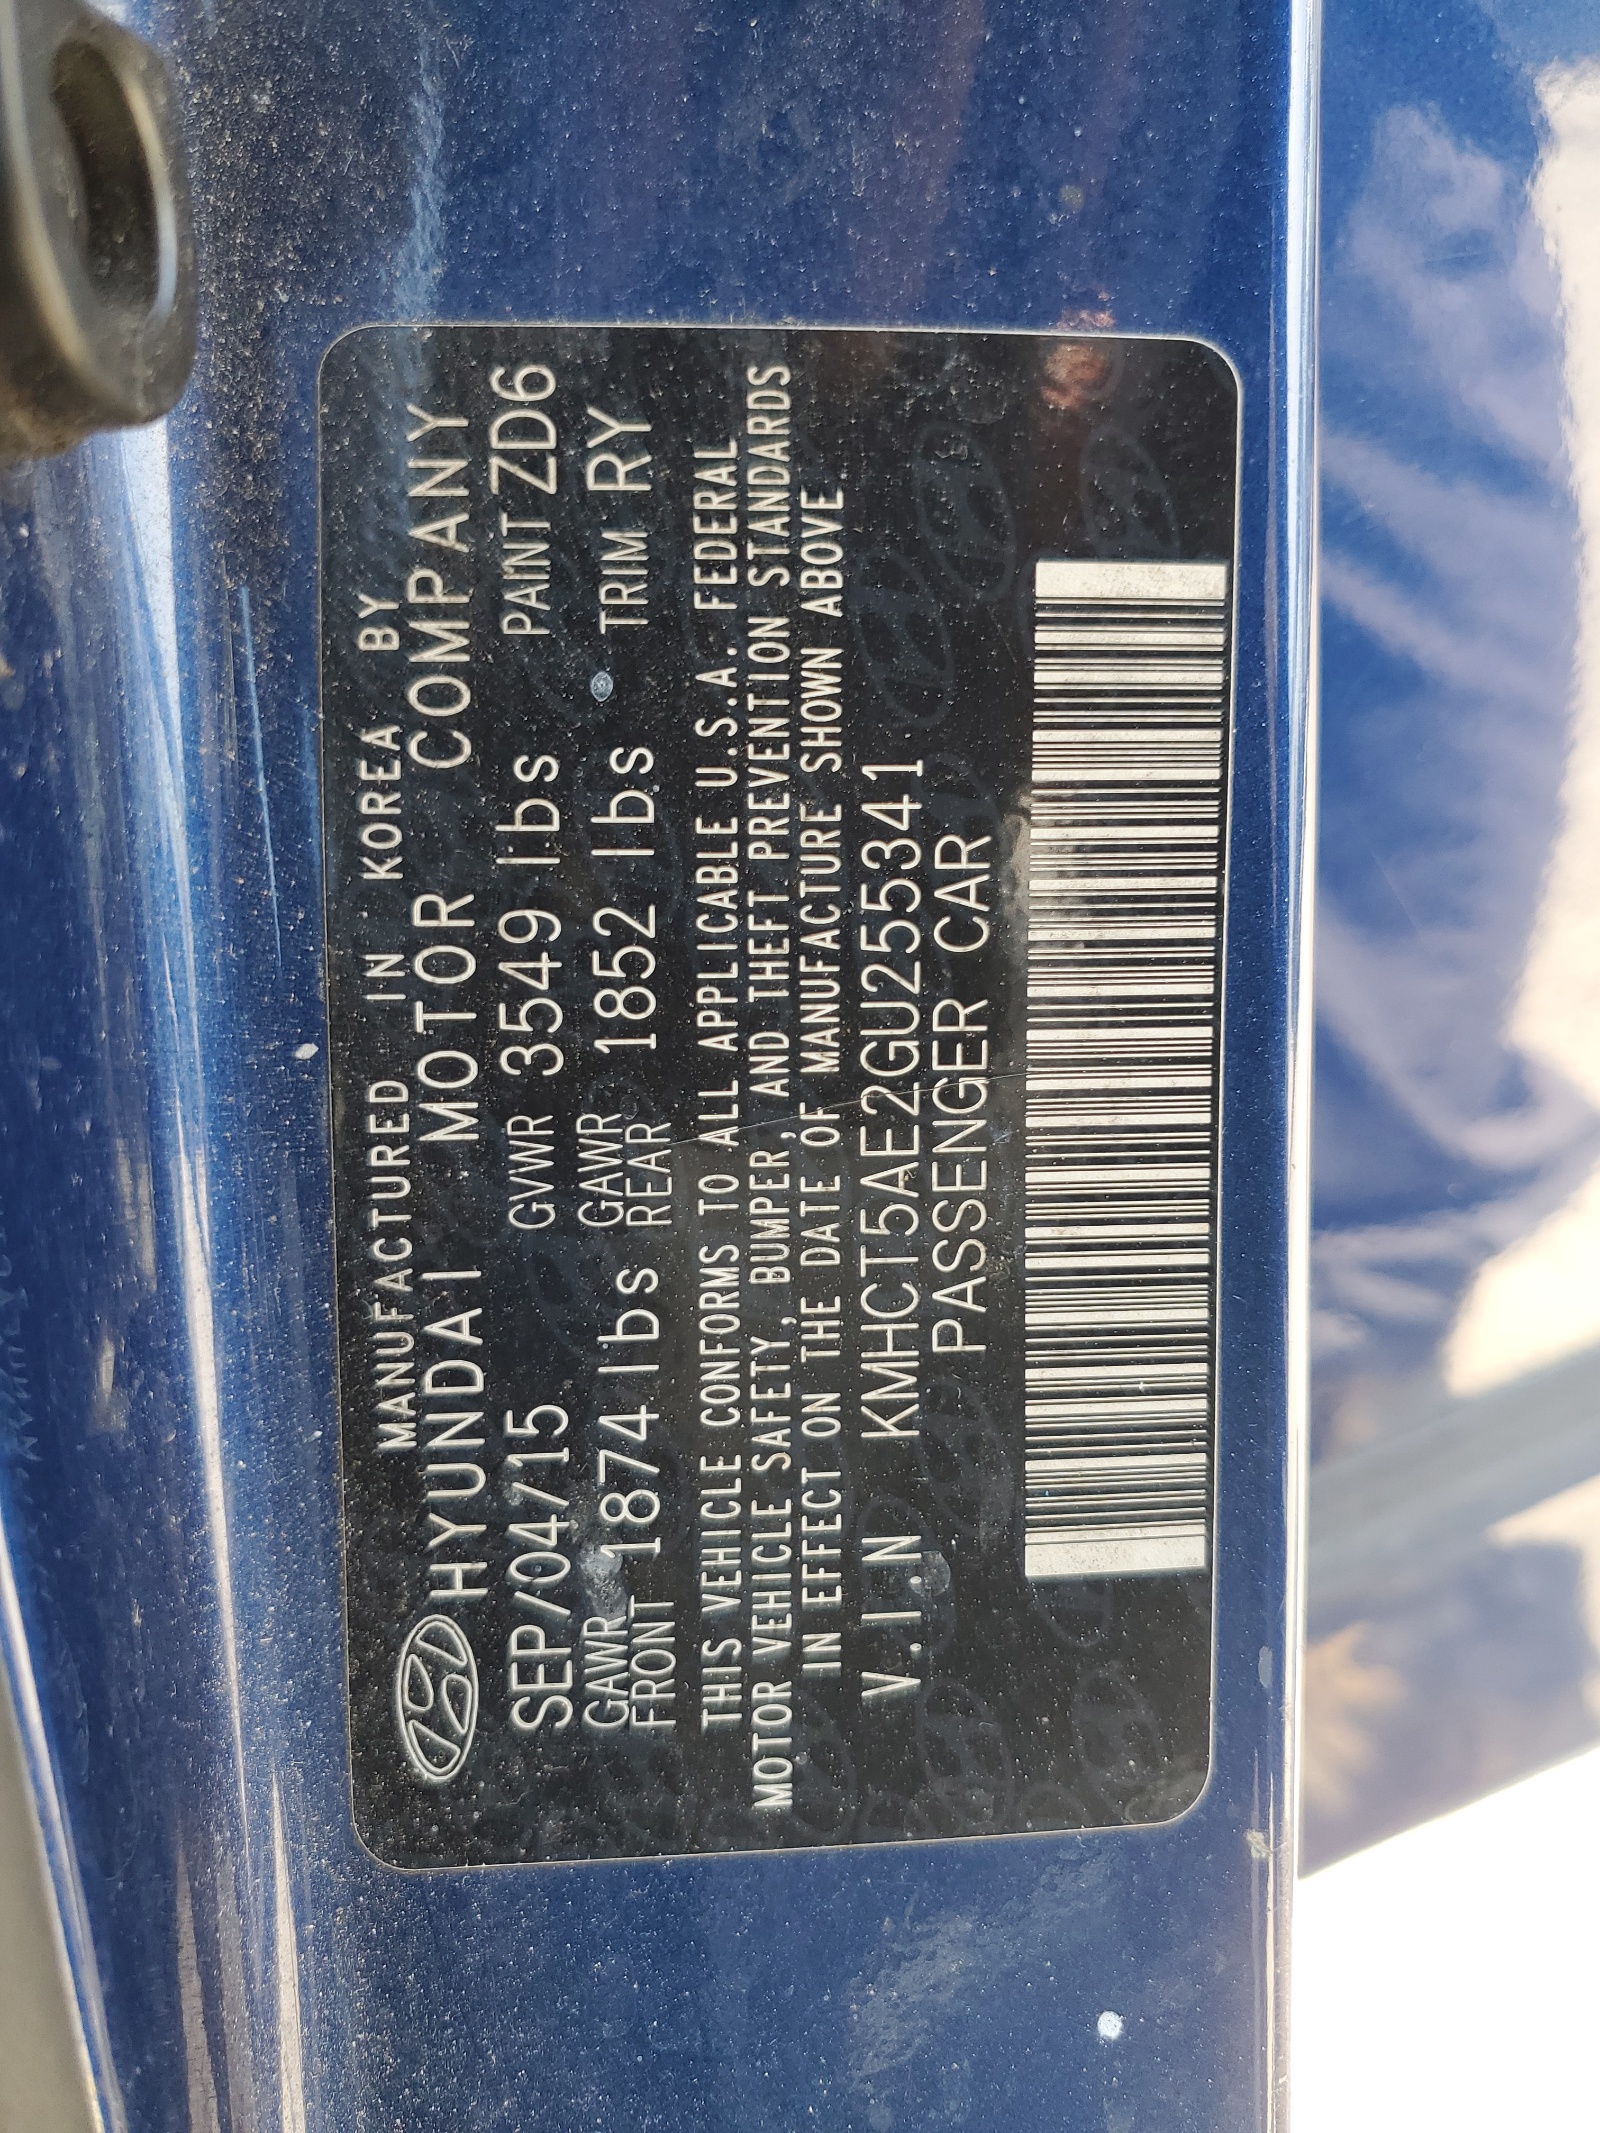 MANUFACTURED IN KOREA BY
HYUNDAI MOTOR COMPANY
SEP/04/15 GVWR 3549 lbs PAINT ZD6
GAWR FRONT 1874 lbs GAWR REAR 1852 lbs TRIM RY
THIS VEHICLE CONFORMS TO ALL APPLICABLE U.S.A. FEDERAL
MOTOR VEHICLE SAFETY, BUMPER, AND THEFT PREVENTION STANDARDS
IN EFFECT ON THE DATE OF MANUFACTURE SHOWN ABOVE
V.I.N KMHCT5AE2GU255341
PASSENGER CAR